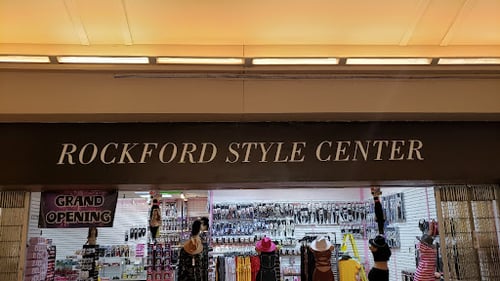 ROCKFORD STYLE CENTER
GRAND
OPENING